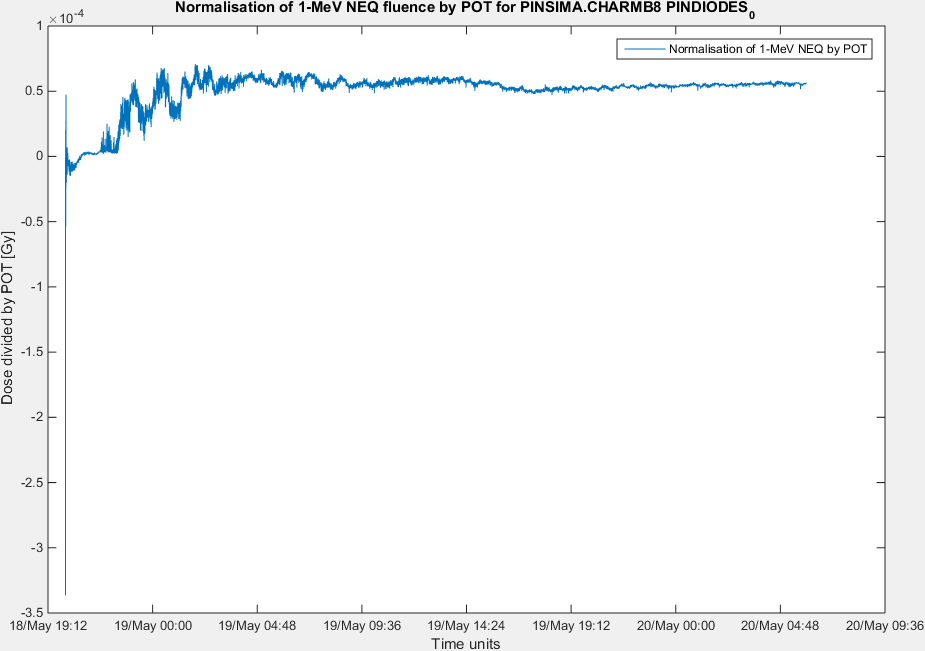 Normalisation of 1-MeV NEQ fluence by POT for PINSIMA.CHARMB8 PINDIODES0
×10-4
Normalisation of 1-MeV NEQ by POT
1
0.5
0
-0.5
-1
-1.5
-2
-2.5
-3
-3.5
Dose divided by POT [Gy]
18/May 19:12 19/May 00:00 19/May 04:48 19/May 09:36 19/May 14:24 19/May 19:12 20/May 00:00 20/May 04:48 20/May 09:36
Time units